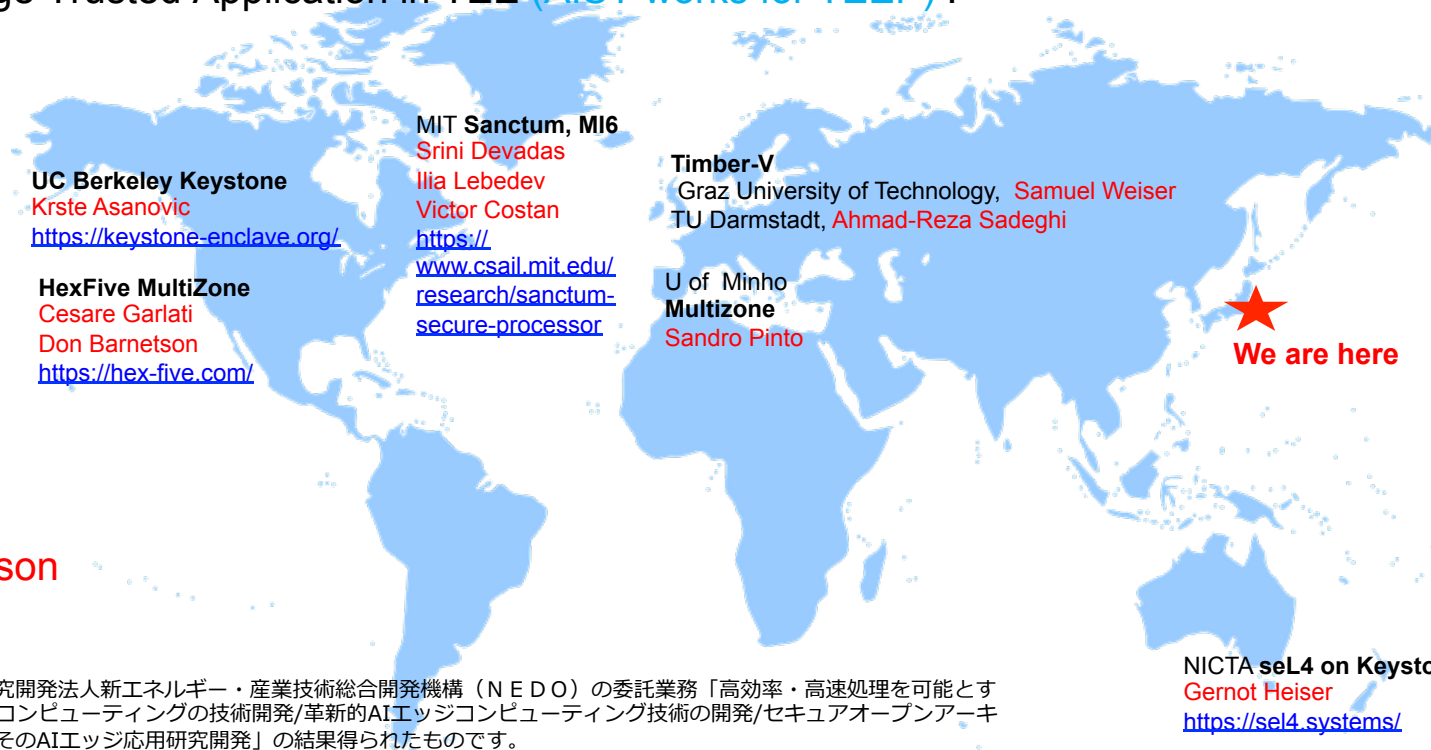 ge Trusted Application in TEE (AIST works for TEEP) .
MIT Sanctum, MI6
Srini Devadas
Ilia Lebedev
Victor Costan
https://
www.csail.mit.edu/
research/sanctum-
secure-processor
UC Berkeley Keystone
Krste Asanovic
https://keystone-enclave.org/
HexFive MultiZone
Cesare Garlati
Don Barnetson
https://hex-five.com/
Timber-V
Graz University of Technology, Samuel Weiser
TU Darmstadt, Ahmad-Reza Sadeghi
U of Minho
Multizone
Sandro Pinto
We are here
son
NICTA seL4 on Keysto
Gernot Heiser
https://sel4.systems/
究開発法人新エネルギー・産業技術総合開発機構（ＮＥＤＯ）の委託業務「高効率・高速処理を可能とす
コンピューティングの技術開発/革新的AIエッジコンピューティング技術の開発/セキュアオープンアーキ
そのAIエッジ応用研究開発」の結果得られたものです。